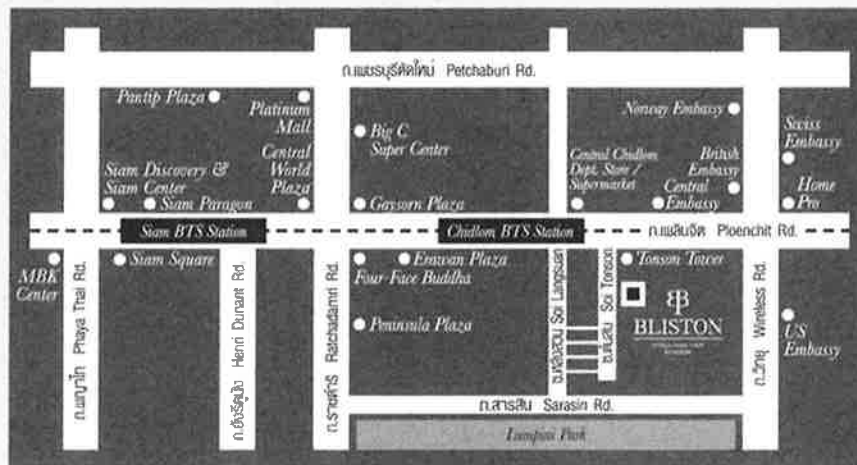 ถ.เพชรบุรีตัดใหม่ Petchaburi Rd.
Pantip Plaza
Platinum
Mall
Big C
Super Center
Norway Embassy
Swiss
Embassy
Siam Discovery &
Siam Center
Siam Paragon
Central
World
Plaza
Gaysorn Plaza
Central Chidlom
Dept. Store /
Supermarket
British
Embassy
Central
Embassy
Home
Pro
Siam BTS Station
Chidlom BTS Station
ถ.เพลินจิต Ploenchit Rd.
MBK
Center
Siam Square
Four-Face Buddha
Erawan Plaza
Tonson Tower
Peninsula Plaza
BLISTON
US
Embassy
ถ.พญาไท Phaya Thai Rd.
ถ.อังรีดูนังต์ Henri Dunant Rd.
ถ.ราชดำริ Ratchadamri Rd.
ซ.หลังสวน Soi Langsuan
ซ.ต้นสน Soi Tonson
ถ.วิทยุ Wireless Rd.
ถ.สารสิน Sarasin Rd.
Lumpini Park